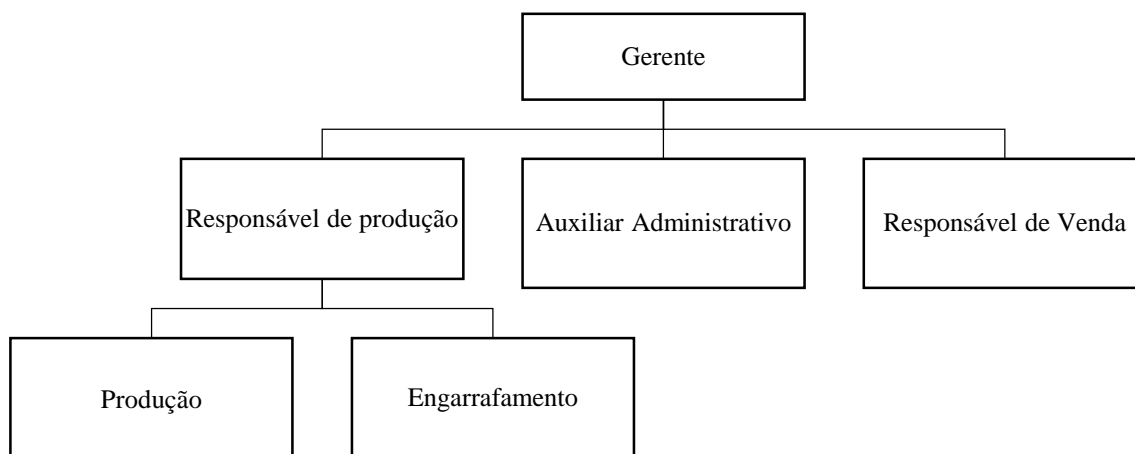 Gerente
Responsável de produção
Auxiliar Administrativo
Responsável de Venda
Produção
Engarrafamento